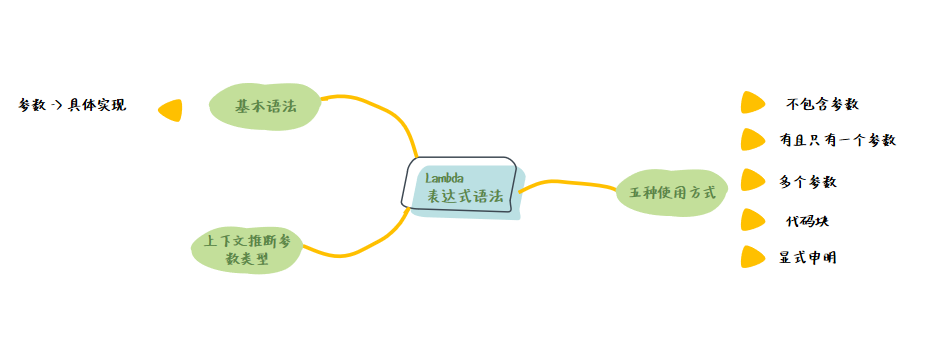 参数 -> 具体实现
基本语法
上下文推断参
数类型
Lambda
表达式语法
五种使用方式
不包含参数
有且只有一个参数
多个参数
代码块
显式申明